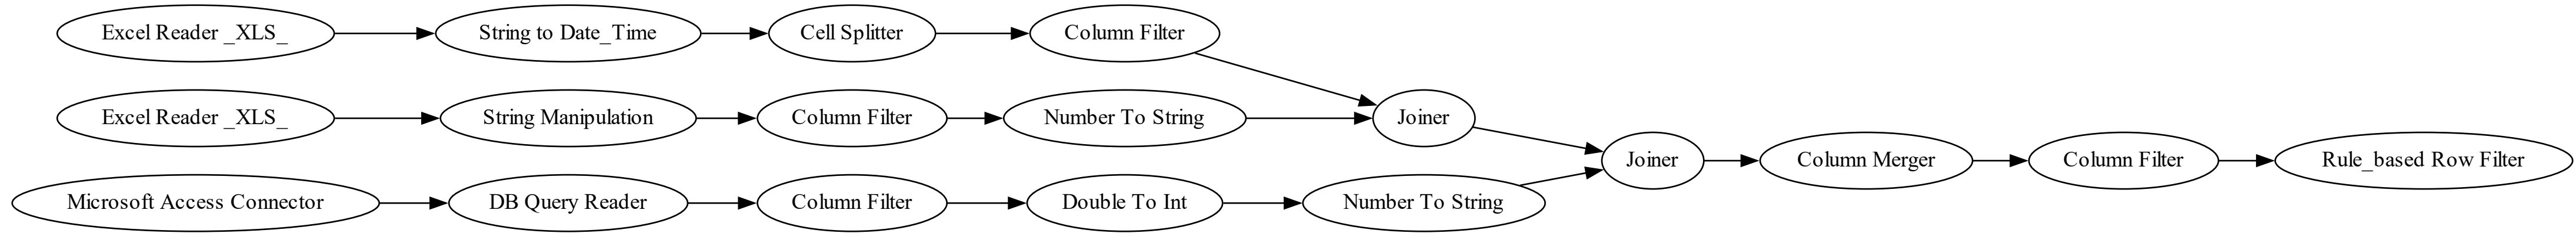 Excel Reader _XLS_
String to Date_Time
Cell Splitter
Column Filter
Excel Reader _XLS_
String Manipulation
Column Filter
Number To String
Joiner
Microsoft Access Connector
DB Query Reader
Column Filter
Double To Int
Number To String
Joiner
Column Merger
Column Filter
Rule_based Row Filter